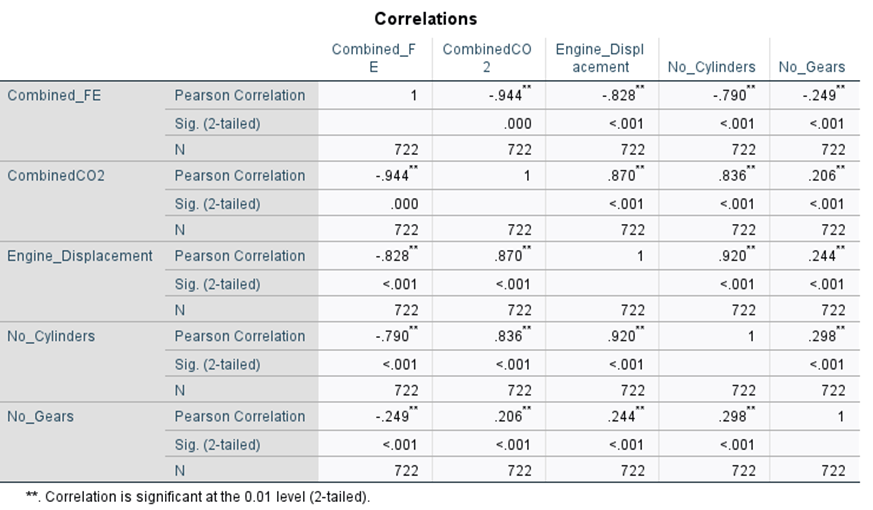 Correlations
Combined_F
E CombinedCO
2 Engine_Displ
acement No_Cylinders No_Gears
Combined_FE Pearson Correlation 1 -.944** -.828** -.790** -.249**
Sig. (2-tailed) .000 <.001 <.001 <.001
N 722 722 722 722 722
CombinedCO2 Pearson Correlation -.944** 1 .870** .836** .206**
Sig. (2-tailed) .000 <.001 <.001 <.001
N 722 722 722 722 722
Engine_Displacement Pearson Correlation -.828** .870** 1 .920** .244**
Sig. (2-tailed) <.001 <.001 <.001 <.001
N 722 722 722 722 722
No_Cylinders Pearson Correlation -.790** .836** .920** 1 .298**
Sig. (2-tailed) <.001 <.001 <.001 <.001
N 722 722 722 722 722
No_Gears Pearson Correlation -.249** .206** .244** .298** 1
Sig. (2-tailed) <.001 <.001 <.001 <.001
N 722 722 722 722 722
**. Correlation is significant at the 0.01 level (2-tailed).